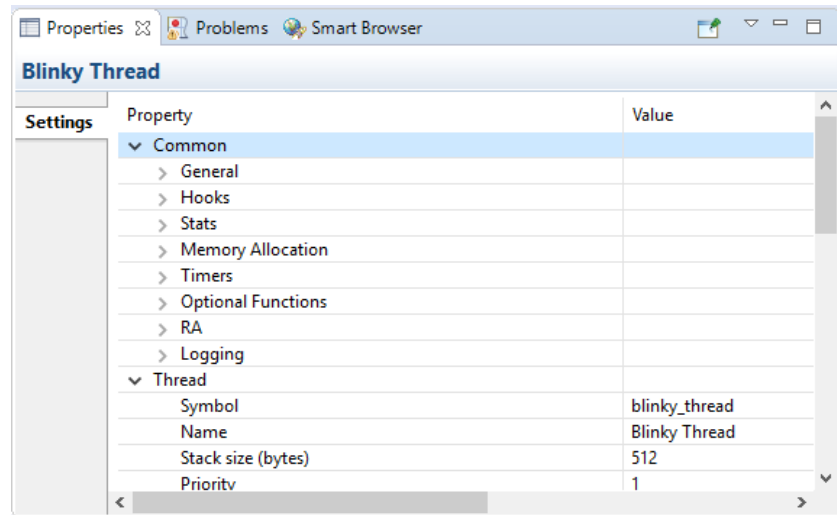 Properties Problems Smart Browser
Blinky Thread
Settings
Property Value
Common
General
Hooks
Stats
Memory Allocation
Timers
Optional Functions
RA
Logging
Thread
Symbol blinky_thread
Name Blinky Thread
Stack size (bytes) 512
Priority 1